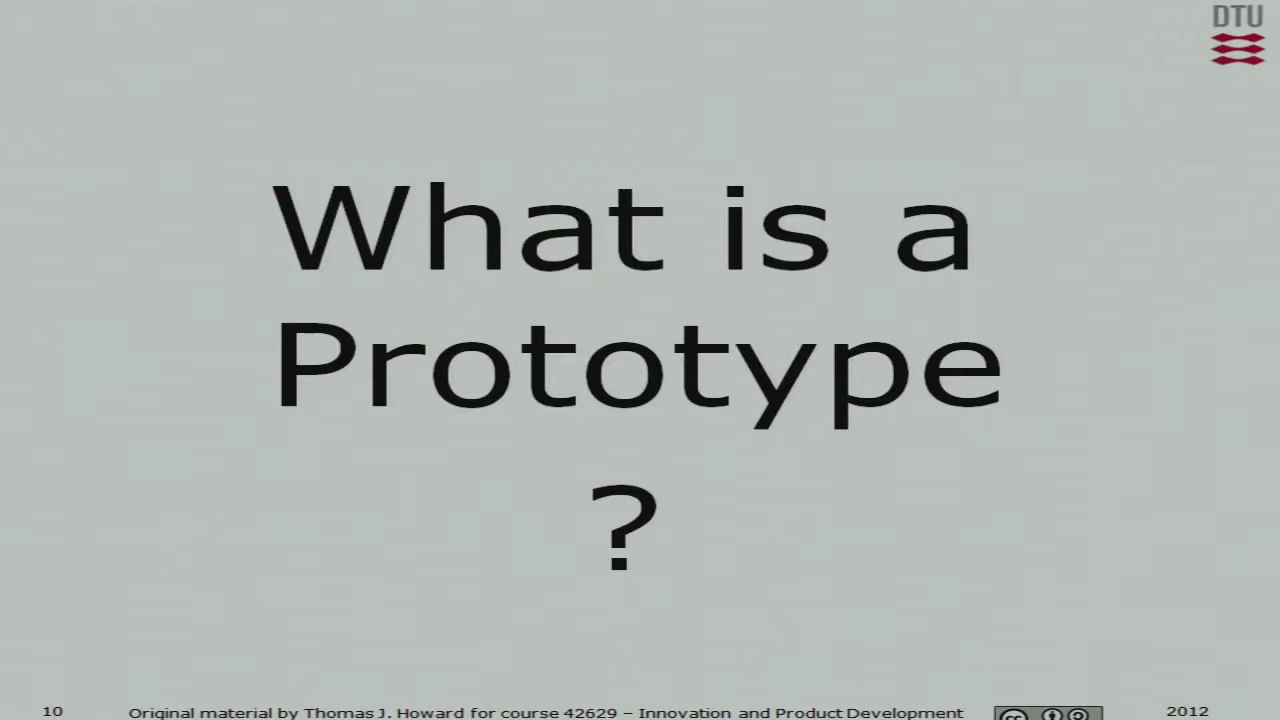 DTU
What is a
Prototype
?
10 Original material by Thomas J. Howard for course 42629 – Innovation and Product Development 2012